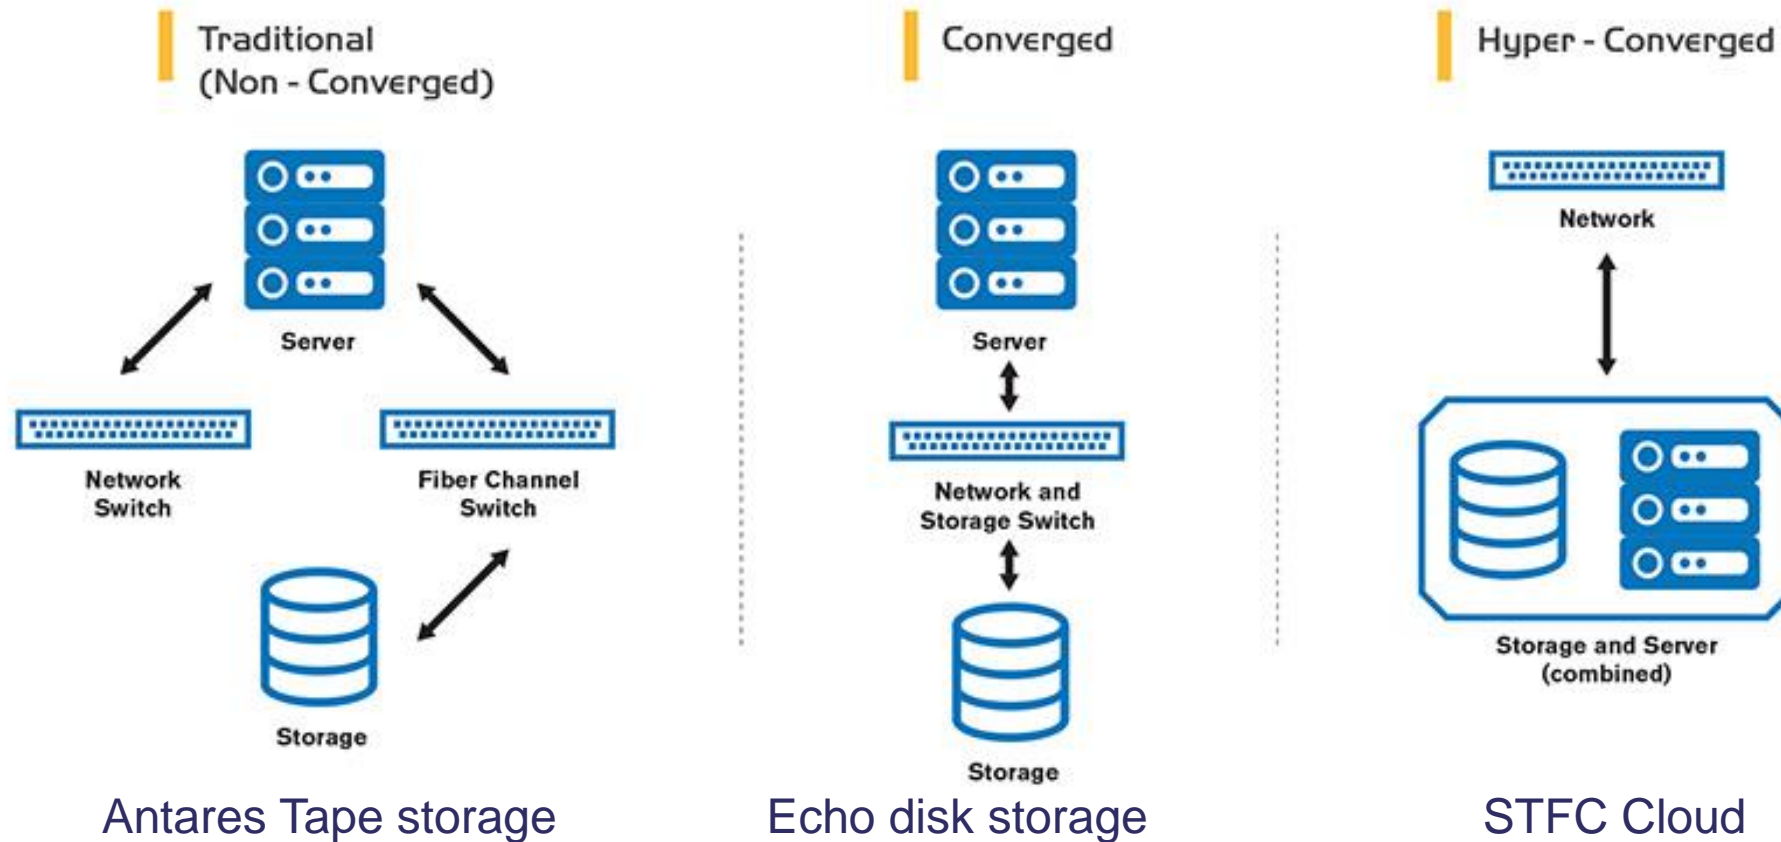 Traditional
(Non - Converged)
Server
Network
Switch
Fiber Channel
Switch
Storage
Antares Tape storage
Converged
Server
Network and
Storage Switch
Storage
Echo disk storage
Hyper - Converged
Network
Storage and Server
(combined)
STFC Cloud